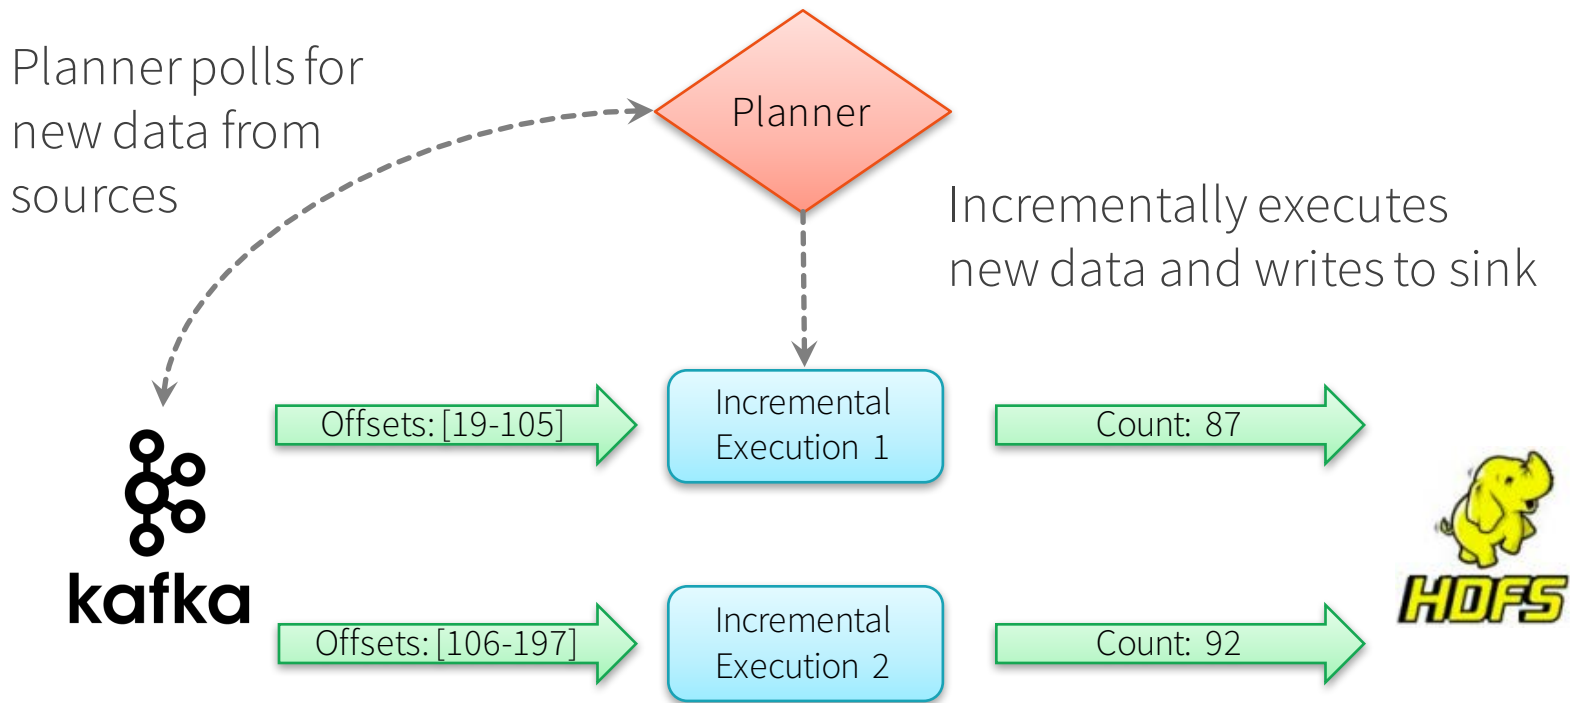 Planner polls for
new data from
sources
Planner
Incrementally executes
new data and writes to sink
Offsets: [19-105]
Incremental
Execution 1
Count: 87
kafka
HDFS
Offsets: [106-197]
Incremental
Execution 2
Count: 92